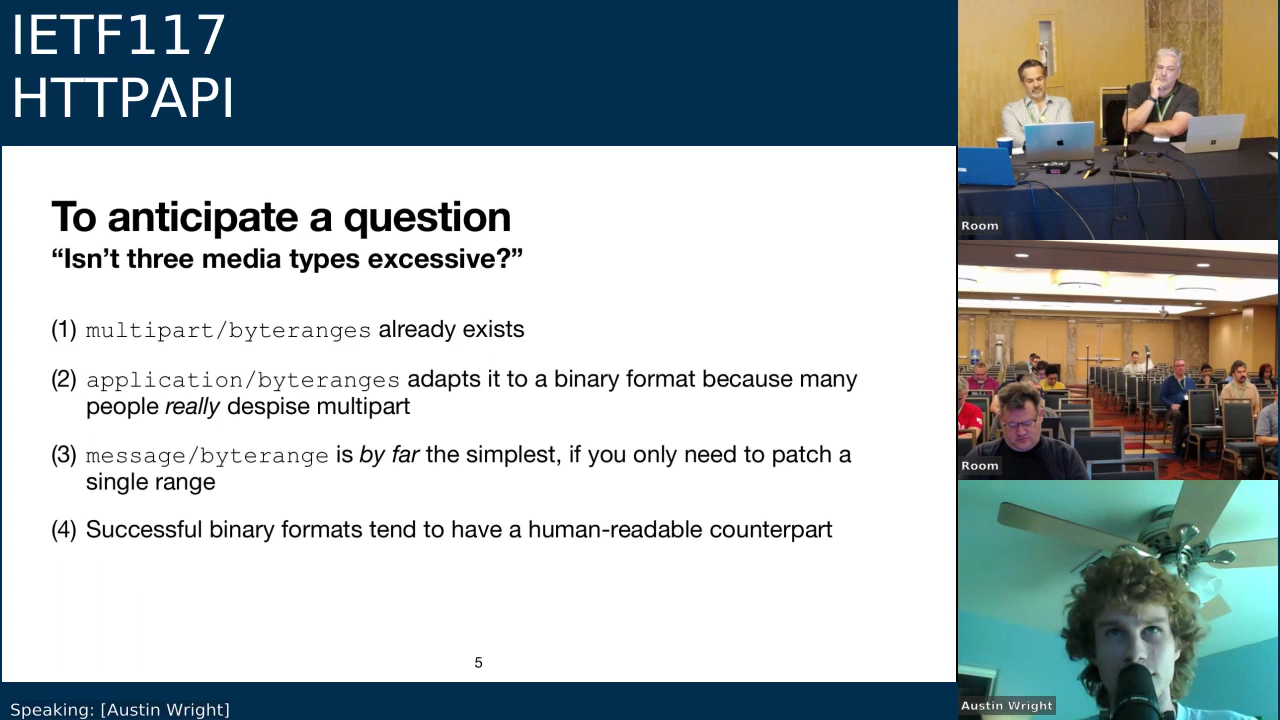 IETF117
HTTPAPI
To anticipate a question
“Isn’t three media types excessive?”
(1) multipart/byteranges already exists
(2) application/byteranges adapts it to a binary format because many
people really despise multipart
(3) message/byterange is by far the simplest, if you only need to patch a
single range
(4) Successful binary formats tend to have a human-readable counterpart
5
Speaking: [Austin Wright]
Room
Room
Austin Wright